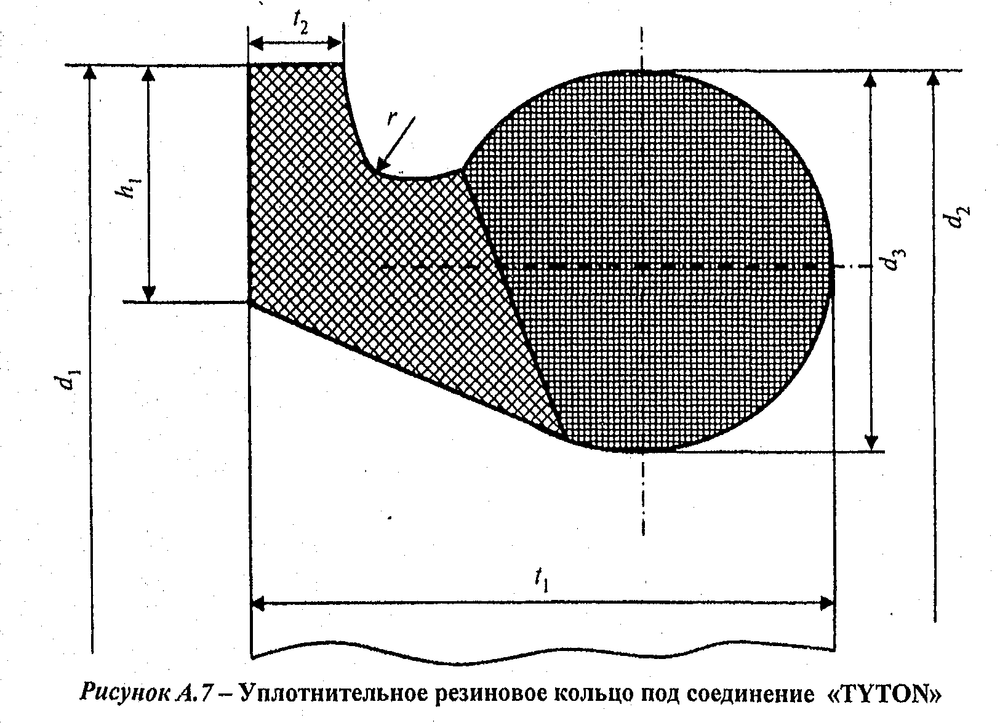 t2
r
h1
d2
d3
d1
t1
Рисунок А.7 – Уплотнительное резиновое кольцо под соединение «TYTON»